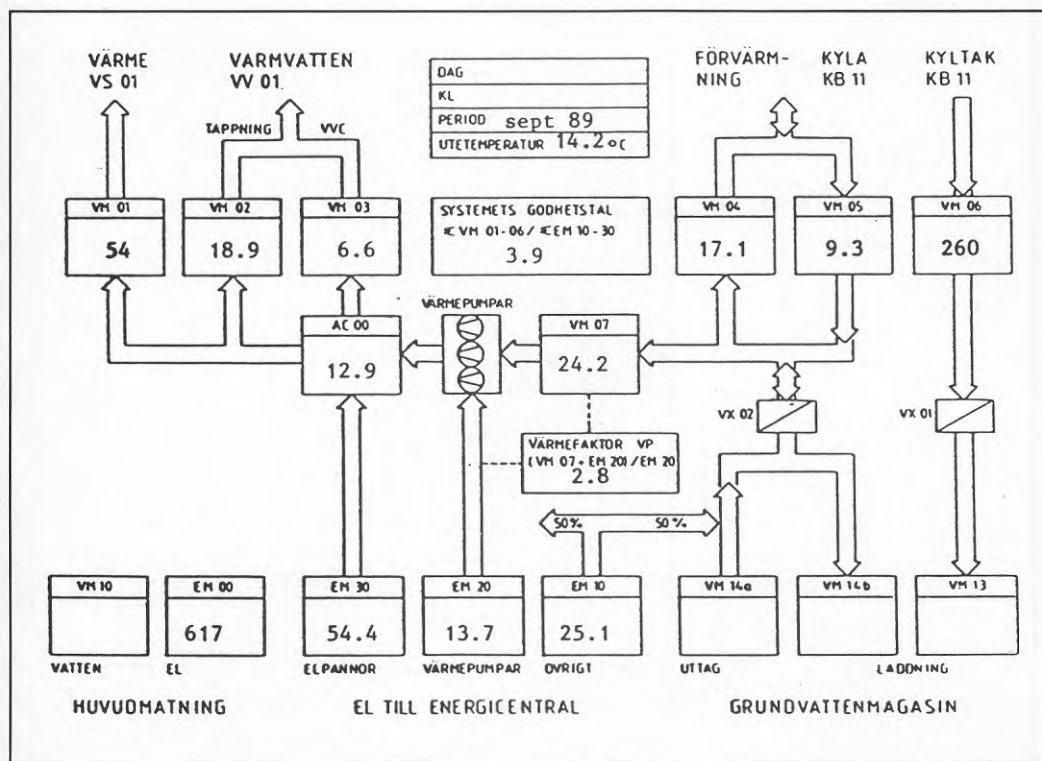 VÄRME
VS 01
VARMVATTEN
VV 01
TAPPNING
VVC
DAG
KL
PERIOD sept 89
UTETEMPERATUR 14.2°C
FÖRVÄRM-
NING
KYLA
KB 11
KYLTAK
KB 11
VM 01
54
VM 02
18.9
VM 03
6.6
SYSTEMETS GODHETSTAL
VM 01-06 / EM 10-30
3.9
VM 04
17.1
VM 05
9.3
VM 06
260
AC 00
12.9
VÄRMEPUMPAR
VM 07
24.2
VX 02
VX 01
VÄRMEFAKTOR VP
(VM 07 + EM 20) / EM 20
2.8
50%
50%
VM 10
VATTEN
EM 00
617
EL
EM 30
54.4
ELPANNOR
EM 20
13.7
VÄRMEPUMPAR
EM 10
25.1
ÖVRIGT
VM 14a
UTTAG
VM 14b
VM 13
LADDNING
HUVUDMATNING
EL TILL ENERGICENTRAL
GRUNDVATTENMAGASIN